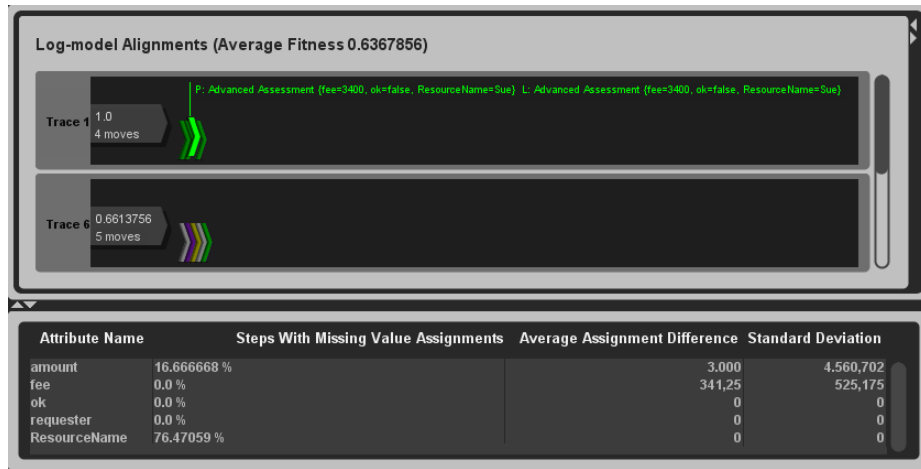 Log-model Alignments (Average Fitness 0.6367856)
P: Advanced Assessment {fee=3400, ok=false, ResourceName=Sue} L: Advanced Assessment {fee=3400, ok=false, ResourceName=Sue}
Trace 1
1.0
4 moves
Trace 6
0.6613756
5 moves
Attribute Name Steps With Missing Value Assignments Average Assignment Difference Standard Deviation
amount 16.666668 % 3.000 4.560,702
fee 0.0 % 341,25 525,175
ok 0.0 % 0 0
requester 0.0 % 0 0
ResourceName 76.47059 % 0 0